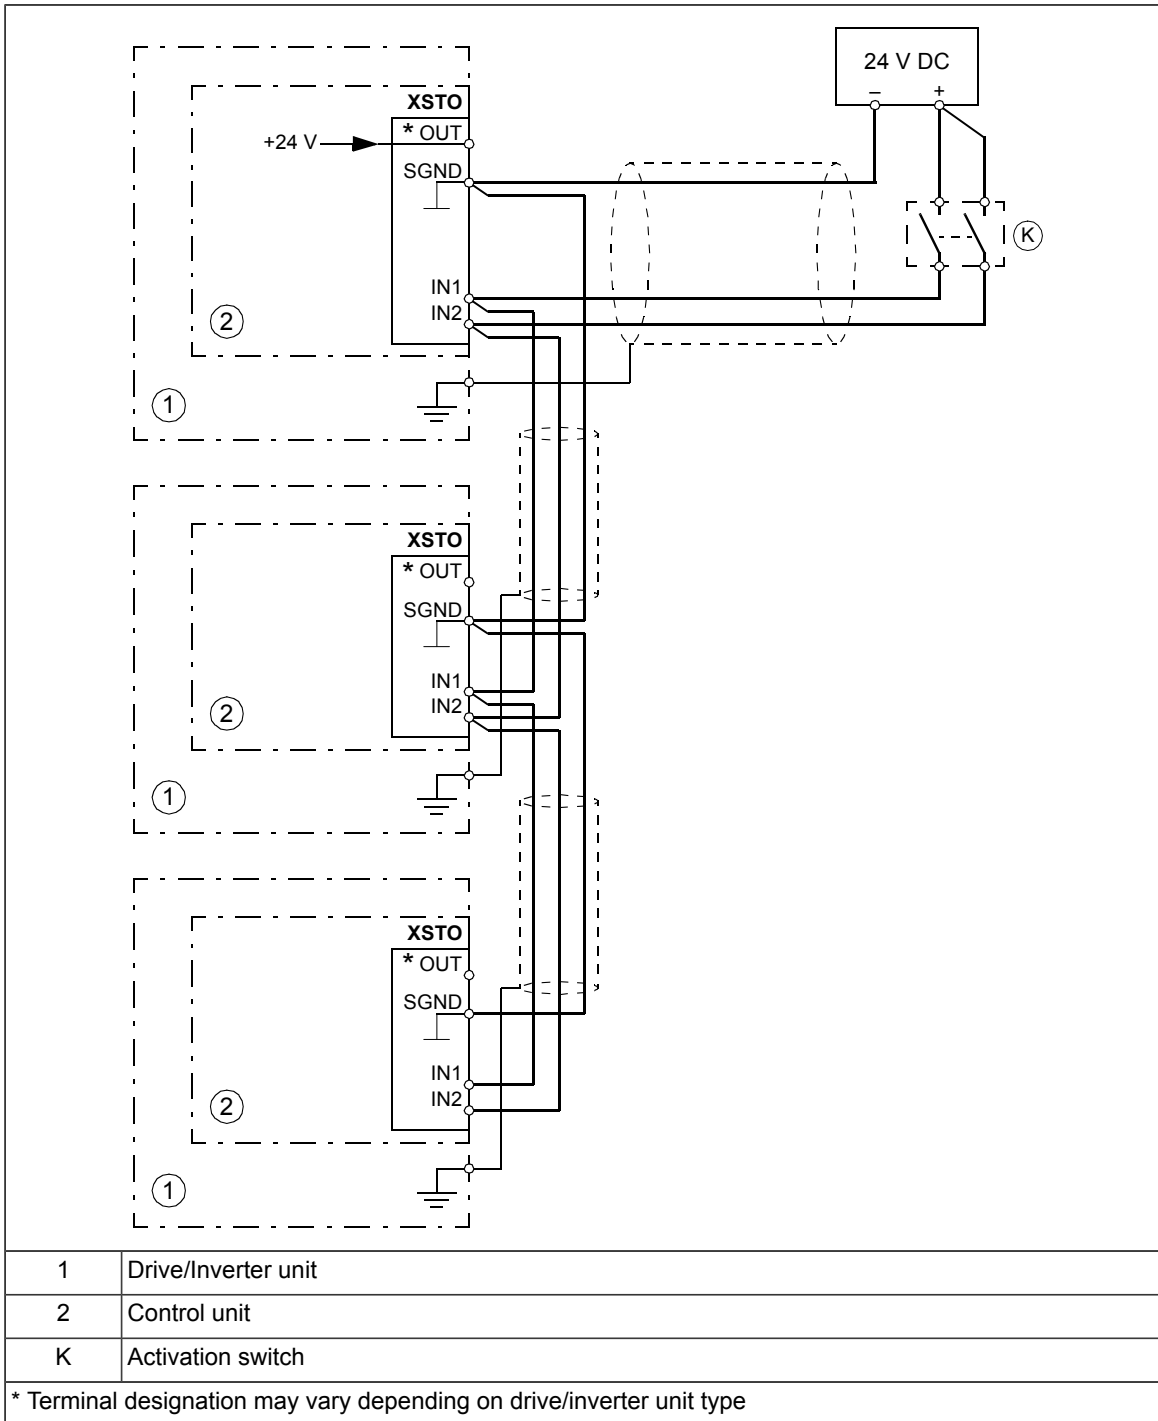 24 V DC
– +
XSTO
* OUT
+24 V
SGND
K
IN1
IN2
2
1
XSTO
* OUT
SGND
IN1
IN2
2
1
XSTO
* OUT
SGND
IN1
IN2
2
1
1 Drive/Inverter unit
2 Control unit
K Activation switch
* Terminal designation may vary depending on drive/inverter unit type